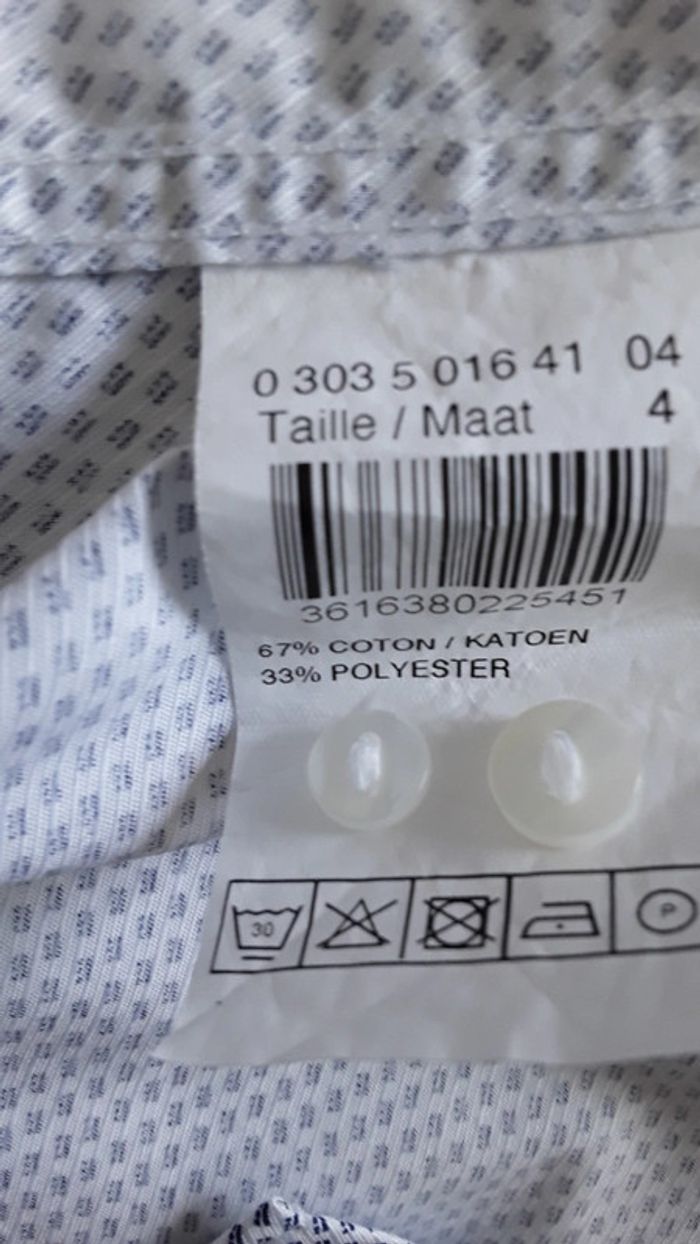 0 303 5 016 41 04
Taille / Maat 4
3616380225451
67% COTON / KATOEN
33% POLYESTER
30
P